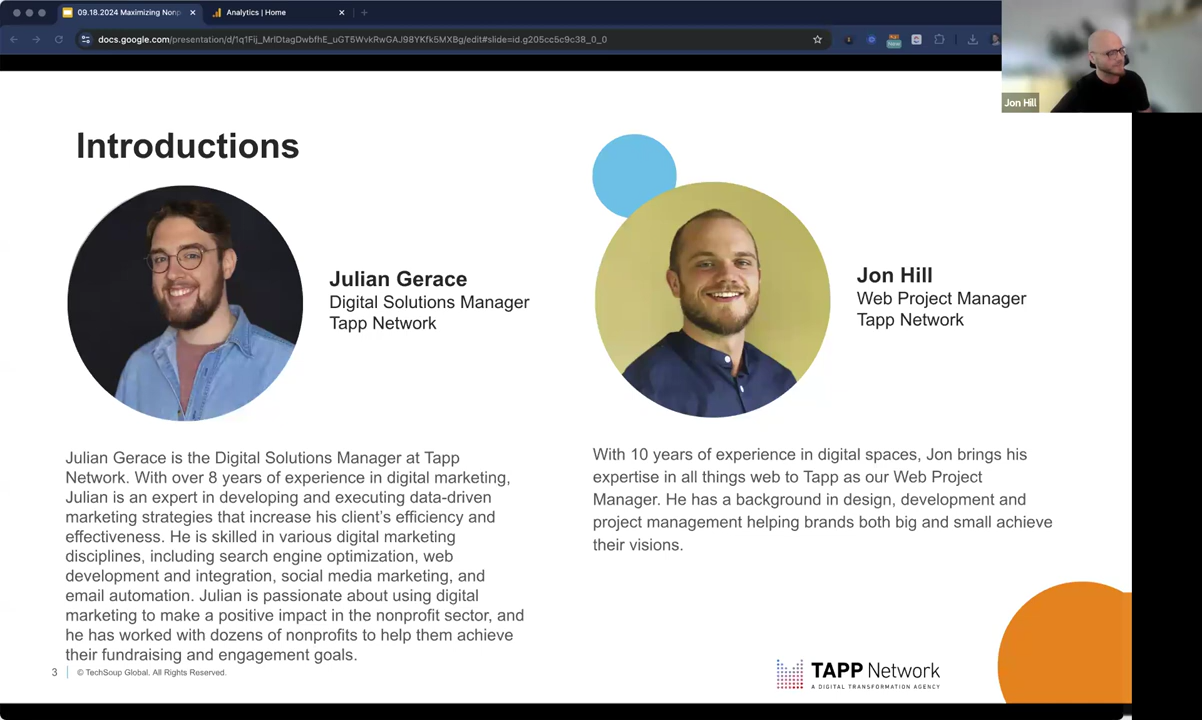 09.18.2024 Maximizing Nonp
Analytics | Home
docs.google.com/presentation/d/1q1Fij_MrIDtagDwbfhE_uGT5WvkRwGAJ98YKfk5MXBg/edit#slide=id.g205cc5c9c38_0_0
Jon Hill
Introductions
Julian Gerace
Digital Solutions Manager
Tapp Network
Jon Hill
Web Project Manager
Tapp Network
Julian Gerace is the Digital Solutions Manager at Tapp
Network. With over 8 years of experience in digital marketing,
Julian is an expert in developing and executing data-driven
marketing strategies that increase his client's efficiency and
effectiveness. He is skilled in various digital marketing
disciplines, including search engine optimization, web
development and integration, social media marketing, and
email automation. Julian is passionate about using digital
marketing to make a positive impact in the nonprofit sector, and
he has worked with dozens of nonprofits to help them achieve
their fundraising and engagement goals.
With 10 years of experience in digital spaces, Jon brings his
expertise in all things web to Tapp as our Web Project
Manager. He has a background in design, development and
project management helping brands both big and small achieve
their visions.
3
© TechSoup Global. All Rights Reserved.
TAPP Network
A DIGITAL TRANSFORMATION AGENCY